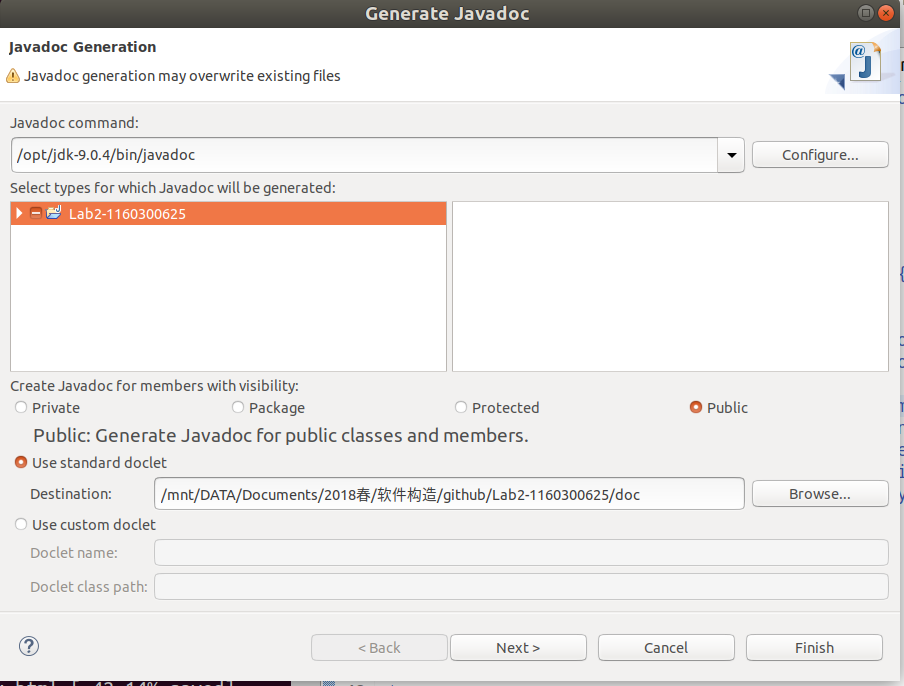 Generate Javadoc
Javadoc Generation
Javadoc generation may overwrite existing files
Javadoc command:
/opt/jdk-9.0.4/bin/javadoc
Configure...
Select types for which Javadoc will be generated:
Lab2-1160300625
Create Javadoc for members with visibility:
Private Package Protected Public
Public: Generate Javadoc for public classes and members.
Use standard doclet
Destination: /mnt/DATA/Documents/2018春/软件构造/github/Lab2-1160300625/doc Browse...
Use custom doclet
Doclet name:
Doclet class path:
< Back Next > Cancel Finish